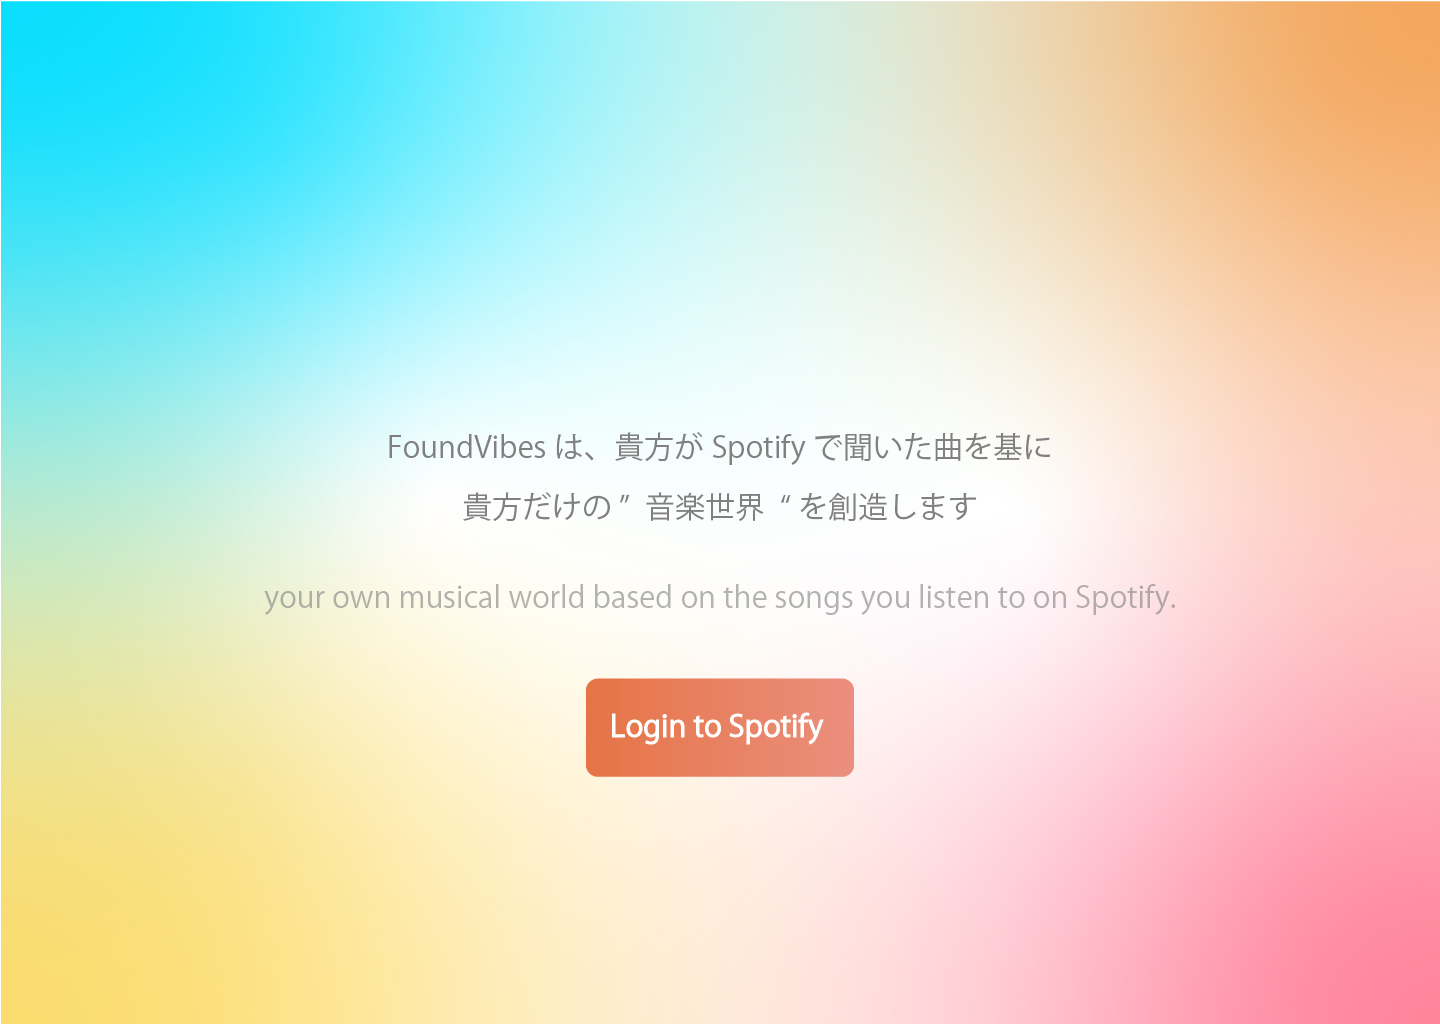 FoundVibes は、貴方が Spotify で聞いた曲を基に
貴方だけの ” 音楽世界 “ を創造します
your own musical world based on the songs you listen to on Spotify.
Login to Spotify